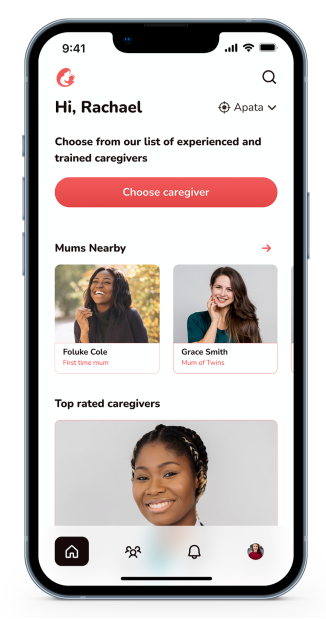 9:41
Hi, Rachael
Apata
Choose from our list of experienced and
trained caregivers
Choose caregiver
Mums Nearby
Foluke Cole
First time mum
Grace Smith
Mum of Twins
Top rated caregivers